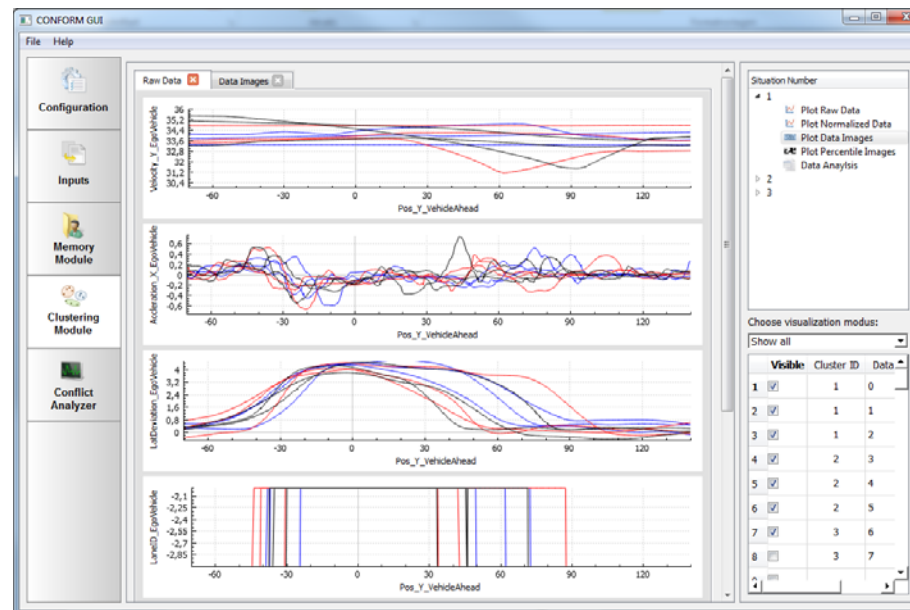 CONFORM GUI
File Help
Configuration
Inputs
Memory
Module
Clustering
Module
Conflict
Analyzer
Raw Data Data Images
Velocity_Y_EgoVehicle
36
35,2
34,4
33,6
32,8
32
31,2
30,4
-60 -30 0 30 60 90 120
Pos_Y_VehicleAhead
Accleration_X_EgoVehicle
0,6
0,4
0,2
0
-0,2
-0,4
-0,6
-60 -30 0 30 60 90 120
Pos_Y_VehicleAhead
LatDeviation_EgoVehicle
4
3,2
2,4
1,6
0,8
0
-60 -30 0 30 60 90 120
Pos_Y_VehicleAhead
LaneID_EgoVehicle
-2,1
-2,25
-2,4
-2,55
-2,7
-2,85
-60 -30 0 30 60 90 120
Pos_Y_VehicleAhead
Situation Number
1
Plot Raw Data
Plot Normalized Data
Plot Data Images
Plot Percentile Images
Data Anaylsis
2
3
Choose visualization modus:
Show all
Visible Cluster ID Data
1 1 0
2 1 1
3 1 2
4 2 3
5 2 4
6 2 5
7 3 6
8 3 7